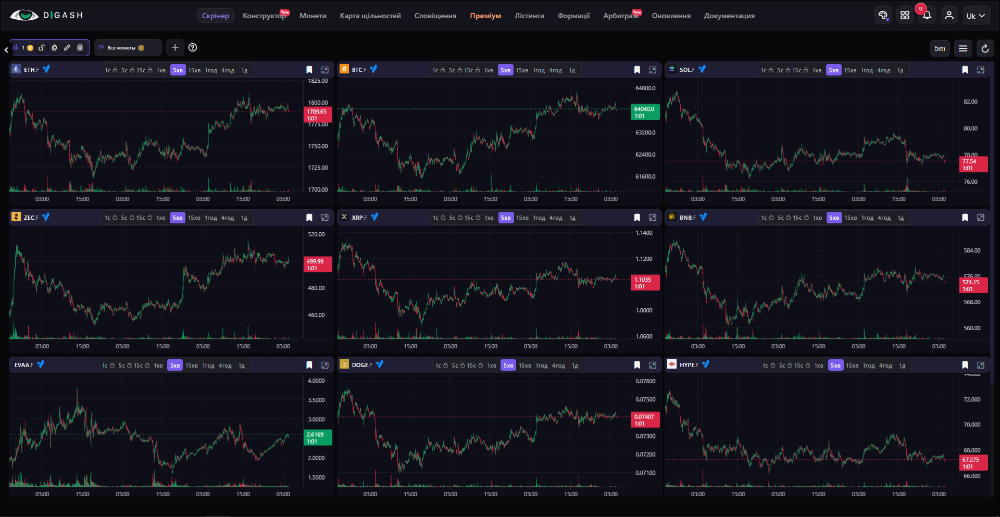 DIGASH
Скрінер
Конструктор
new
Монети
Карта щільностей
Сповіщення
Преміум
Лістинги
Формації
Арбитраж
new
Оновлення
Документация
0
Uk
1
Все монеты
5m
ETH.F
1с 5с 15с 1хв 5хв 15хв 1год 4год 1д
1825.00
1800.00
1789.65
1:01
1775.00
1750.00
1725.00
1700.00
03:00 15:00 03:00 15:00 03:00 15:00 03:00
BTC.F
1с 5с 15с 1хв 5хв 15хв 1год 4год 1д
64800.0
64040.0
1:01
63200.0
62400.0
61600.0
03:00 15:00 03:00 15:00 03:00 15:00 03:00
SOL.F
1с 5с 15с 1хв 5хв 15хв 1год 4год 1д
82.00
80.00
78.00
77.54
1:01
76.00
03:00 15:00 03:00 15:00 03:00 15:00 03:00
ZEC.F
1с 5с 15с 1хв 5хв 15хв 1год 4год 1д
520.00
499.99
1:01
480.00
460.00
03:00 15:00 03:00 15:00 03:00 15:00 03:00
XRP.F
1с 5с 15с 1хв 5хв 15хв 1год 4год 1д
1.1400
1.1200
1.1035
1:01
1.0800
1.0600
03:00 15:00 03:00 15:00 03:00 15:00 03:00
BNB.F
1с 5с 15с 1хв 5хв 15хв 1год 4год 1д
584.00
576.00
574.15
1:01
568.00
560.00
03:00 15:00 03:00 15:00 03:00 15:00 03:00
EVAA.F
1с 5с 15с 1хв 5хв 15хв 1год 4год 1д
4.0000
3.5000
3.0000
2.6169
1:01
2.0000
1.5000
03:00 15:00 03:00 15:00 03:00 15:00 03:00
DOGE.F
1с 5с 15с 1хв 5хв 15хв 1год 4год 1д
0.07600
0.07500
0.07407
1:01
0.07300
0.07200
0.07100
03:00 15:00 03:00 15:00 03:00 15:00 03:00
HYPE.F
1с 5с 15с 1хв 5хв 15хв 1год 4год 1д
74.000
72.000
70.000
68.000
67.275
1:01
66.000
03:00 15:00 03:00 15:00 03:00 15:00 03:00